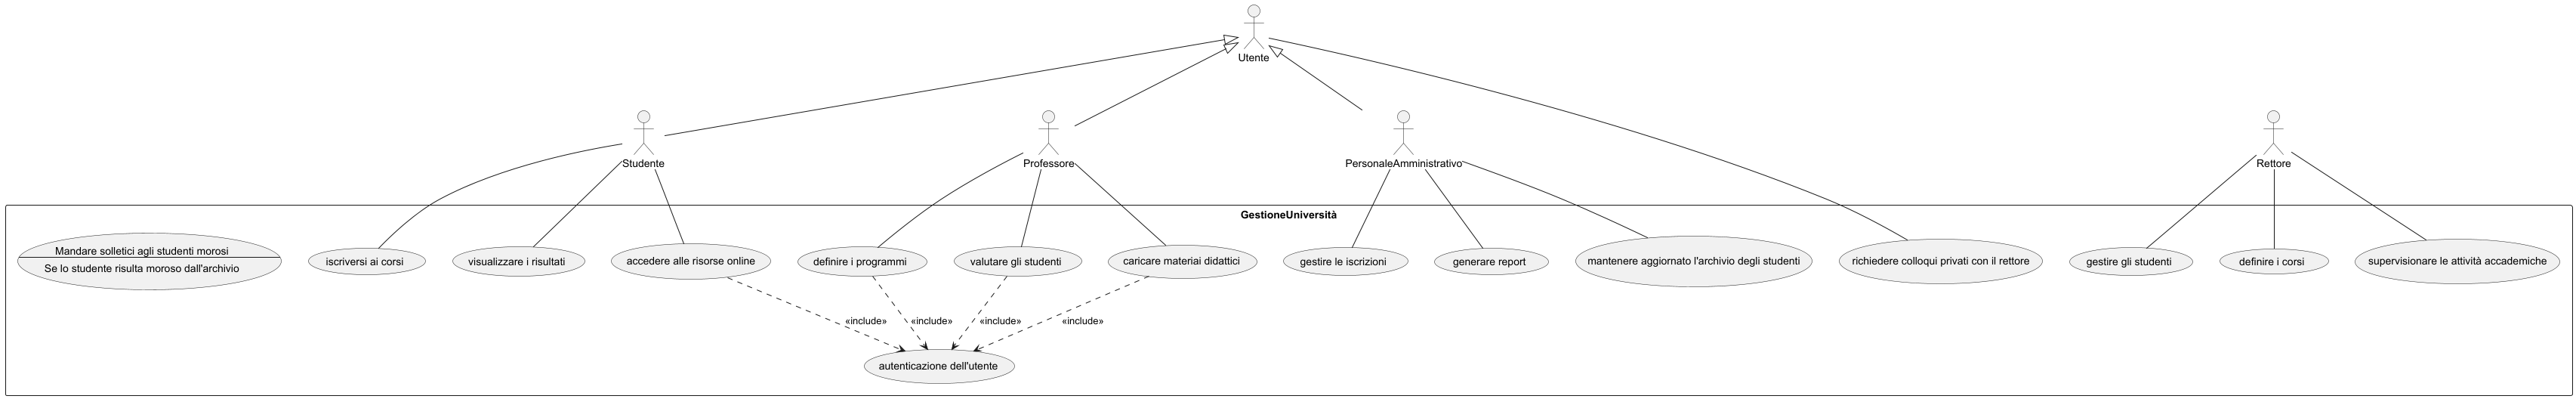 Utente
Studente
Professore
PersonaleAmministrativo
Rettore
GestioneUniversità
Mandare solletici agli studenti morosi
Se lo studente risulta moroso dall'archivio
iscriversi ai corsi
visualizzare i risultati
accedere alle risorse online
definire i programmi
valutare gli studenti
caricare materiai didattici
gestire le iscrizioni
generare report
mantenere aggiornato l'archivio degli studenti
richiedere colloqui privati con il rettore
gestire gli studenti
definire i corsi
supervisionare le attività accademiche
«include»
«include»
«include»
«include»
autenticazione dell'utente